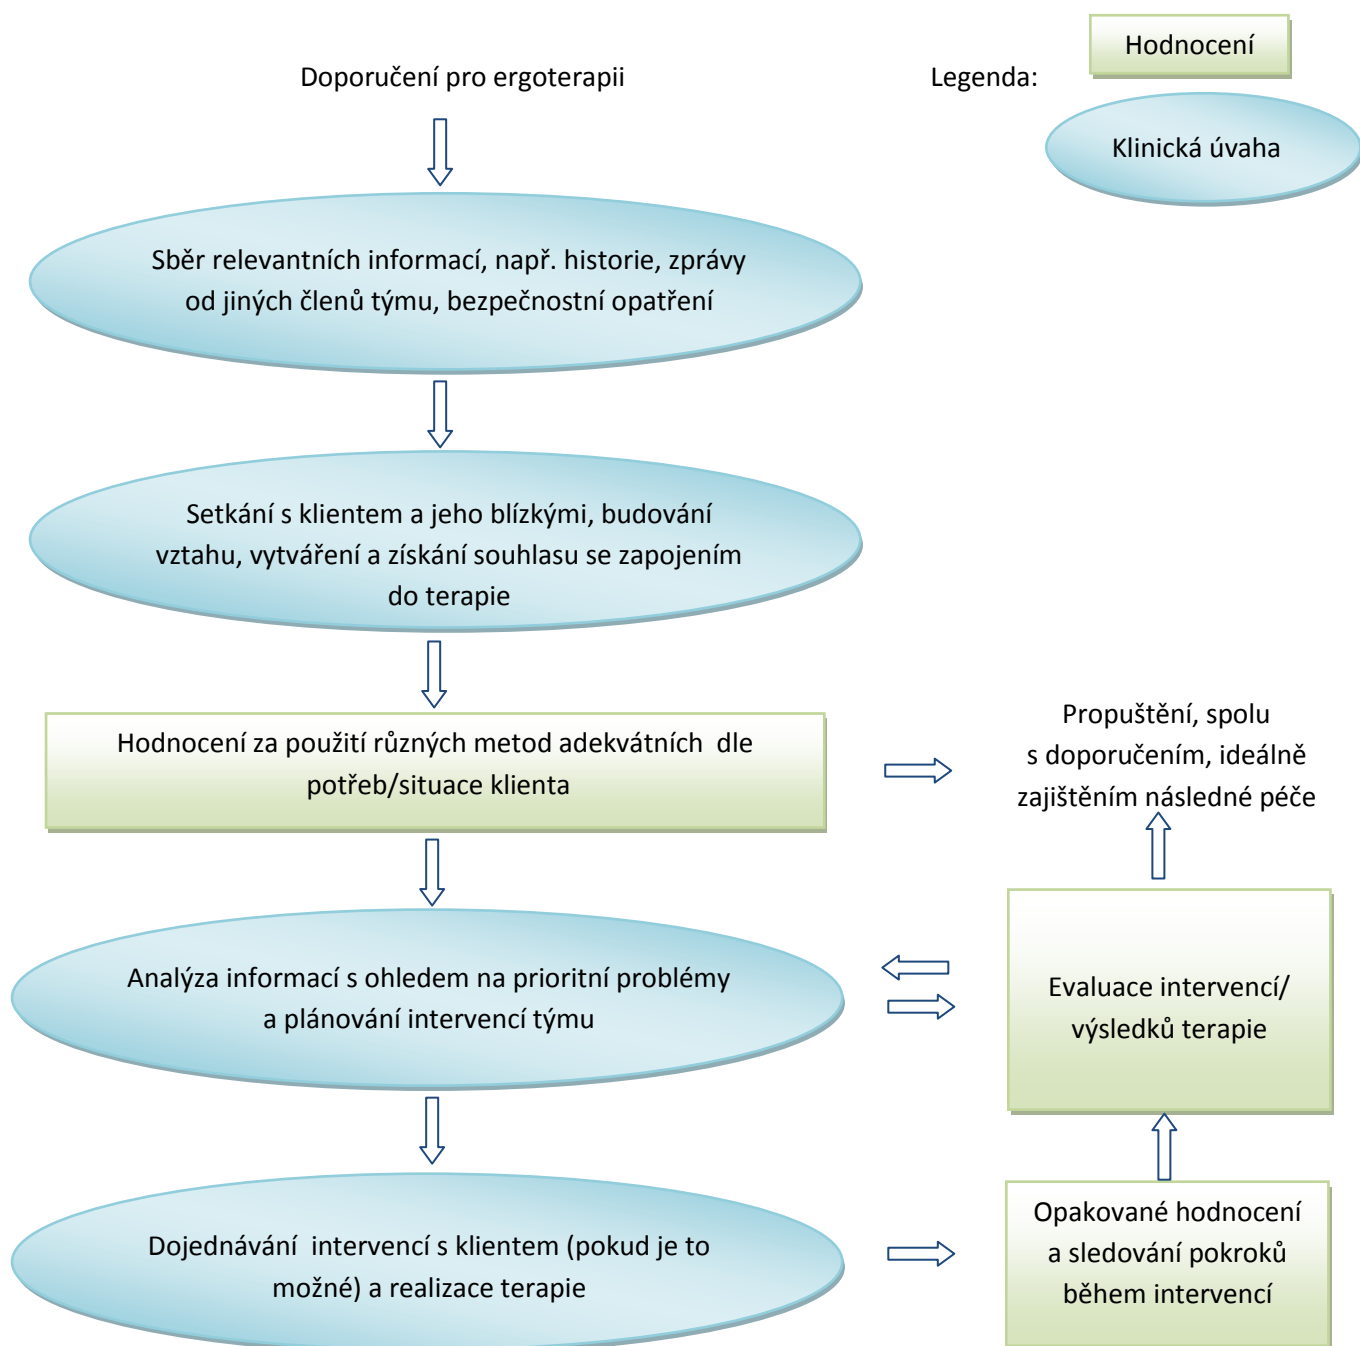 Hodnocení
Doporučení pro ergoterapii
Legenda:
Klinická úvaha
Sběr relevantních informací, např. historie, zprávy
od jiných členů týmu, bezpečnostní opatření
Setkání s klientem a jeho blízkými, budování
vztahu, vytváření a získání souhlasu se zapojením
do terapie
Hodnocení za použití různých metod adekvátních  dle
potřeb/situace klienta
Propuštění, spolu
s doporučením, ideálně
zajištěním následné péče
Analýza informací s ohledem na prioritní problémy
a plánování intervencí týmu
Evaluace intervencí/
výsledků terapie
Dojednávání  intervencí s klientem (pokud je to
možné) a realizace terapie
Opakované hodnocení
a sledování pokroků
během intervencí